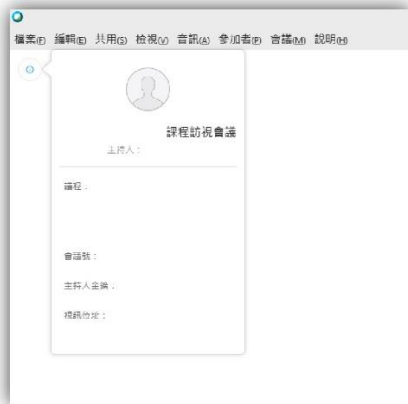 檔案(F) 編輯(E) 共用(S) 檢視(V) 音訊(A) 參加者(P) 會議(M) 說明(H)
課程訪視會議
主持人：
議程：
會議號：
主持人金鑰：
視訊位址：